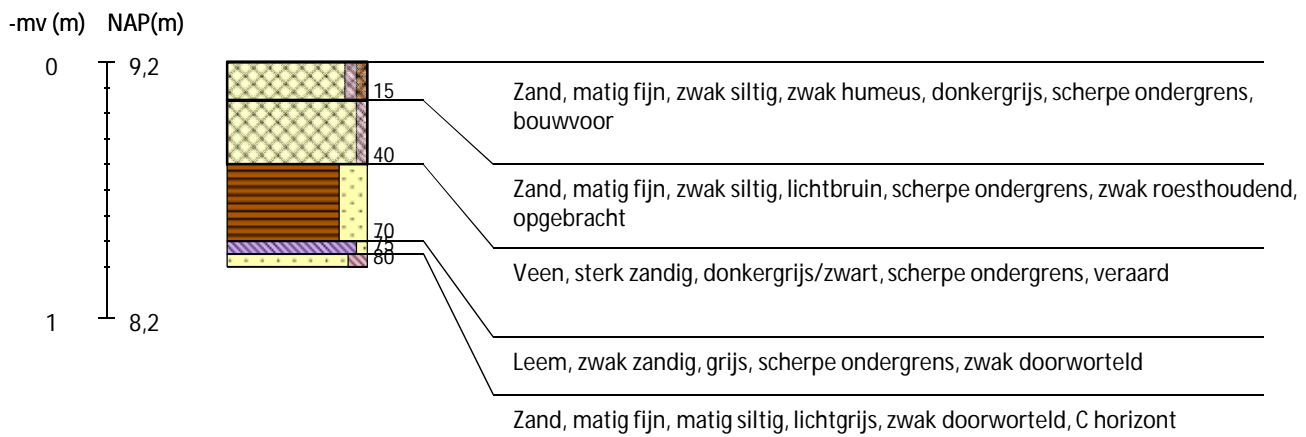 -mv (m) NAP(m)
0 9,2
15
Zand, matig fijn, zwak siltig, zwak humeus, donkergrijs, scherpe ondergrens,
bouwvoor
40
Zand, matig fijn, zwak siltig, lichtbruin, scherpe ondergrens, zwak roesthoudend,
opgebracht
70
75
80
Veen, sterk zandig, donkergrijs/zwart, scherpe ondergrens, veraard
1 8,2
Leem, zwak zandig, grijs, scherpe ondergrens, zwak doorworteld
Zand, matig fijn, matig siltig, lichtgrijs, zwak doorworteld, C horizont